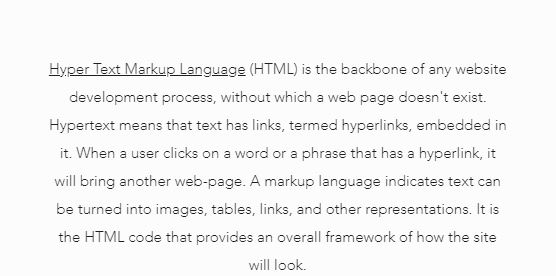 Hyper Text Markup Language (HTML) is the backbone of any website
development process, without which a web page doesn't exist.
Hypertext means that text has links, termed hyperlinks, embedded in
it. When a user clicks on a word or a phrase that has a hyperlink, it
will bring another web-page. A markup language indicates text can
be turned into images, tables, links, and other representations. It is
the HTML code that provides an overall framework of how the site
will look.